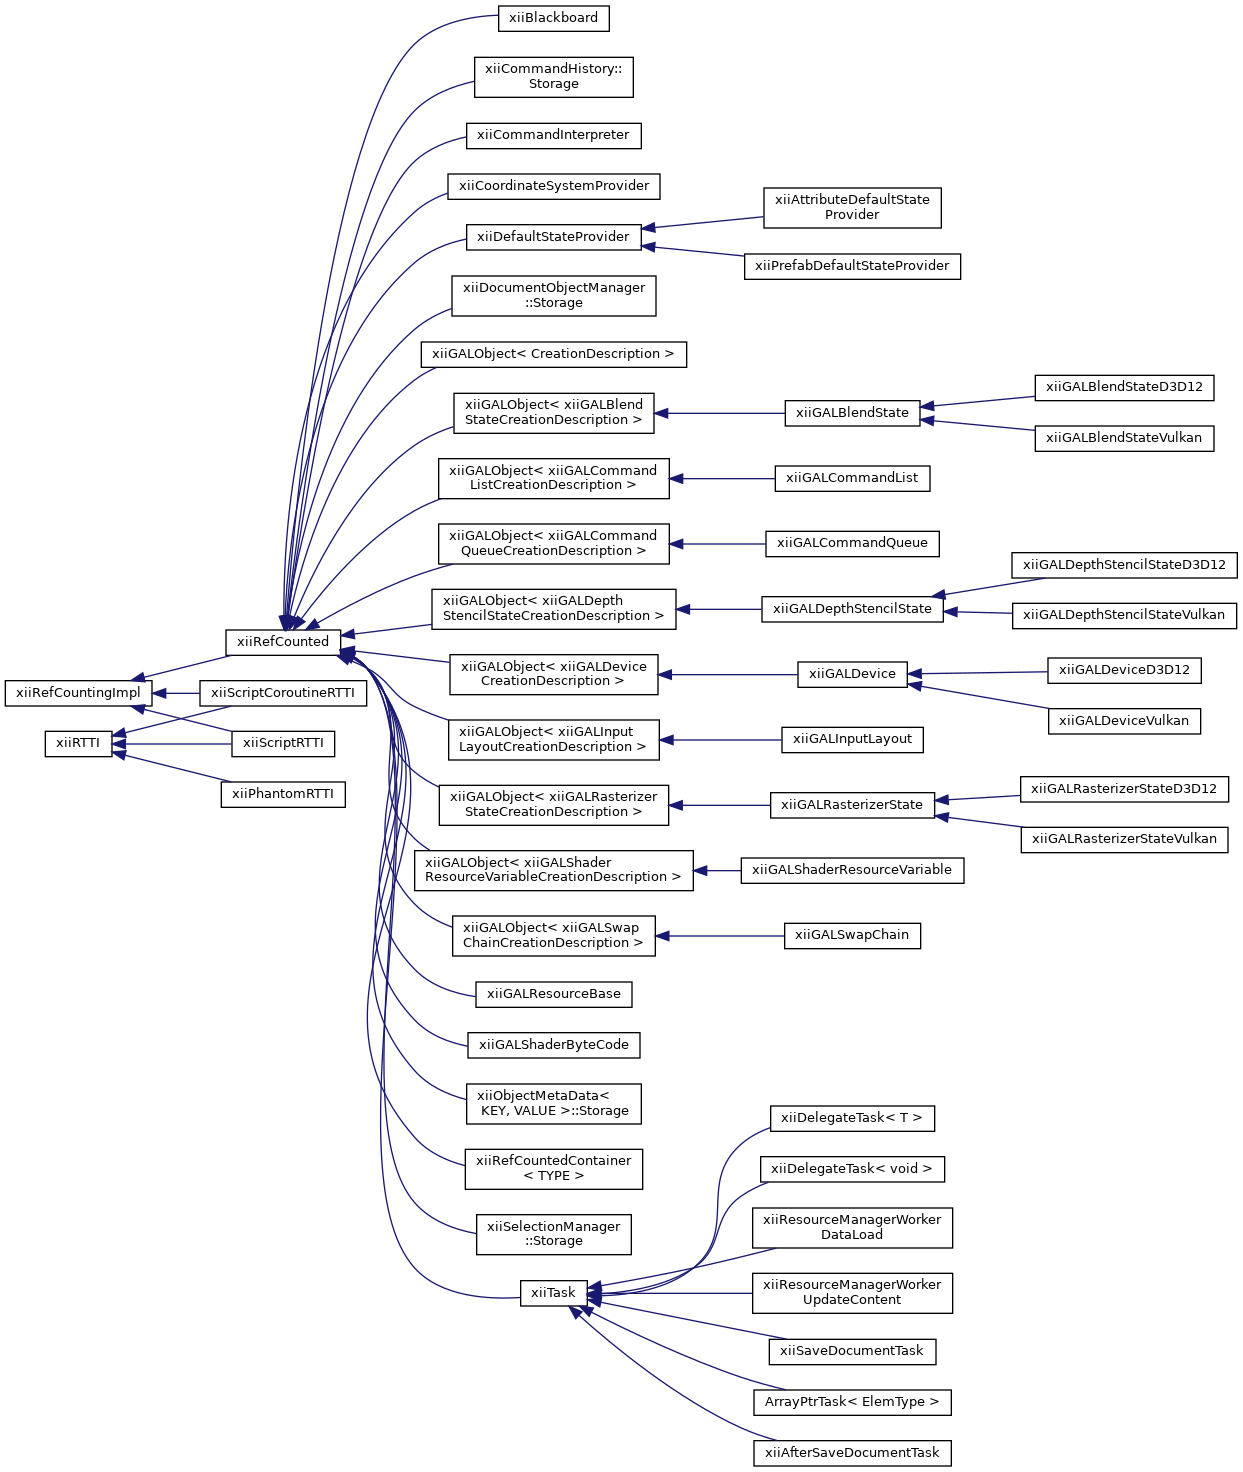 xiiBlackboard
xiiCommandHistory::
Storage
xiiCommandInterpreter
xiiCoordinateSystemProvider
xiiDefaultStateProvider
xiiAttributeDefaultState
Provider
xiiPrefabDefaultStateProvider
xiiDocumentObjectManager
::Storage
xiiGALObject< CreationDescription >
xiiGALObject< xiiGALBlend
StateCreationDescription >
xiiGALBlendState
xiiGALBlendStateD3D12
xiiGALBlendStateVulkan
xiiGALObject< xiiGALCommand
ListCreationDescription >
xiiGALCommandList
xiiGALObject< xiiGALCommand
QueueCreationDescription >
xiiGALCommandQueue
xiiGALObject< xiiGALDepth
StencilStateCreationDescription >
xiiGALDepthStencilState
xiiGALDepthStencilStateD3D12
xiiGALDepthStencilStateVulkan
xiiRefCounted
xiiGALObject< xiiGALDevice
CreationDescription >
xiiGALDevice
xiiGALDeviceD3D12
xiiGALDeviceVulkan
xiiRefCountingImpl
xiiScriptCoroutineRTTI
xiiRTTI
xiiScriptRTTI
xiiPhantomRTTI
xiiGALObject< xiiGALInput
LayoutCreationDescription >
xiiGALInputLayout
xiiGALObject< xiiGALRasterizer
StateCreationDescription >
xiiGALRasterizerState
xiiGALRasterizerStateD3D12
xiiGALRasterizerStateVulkan
xiiGALObject< xiiGALShader
ResourceVariableCreationDescription >
xiiGALShaderResourceVariable
xiiGALObject< xiiGALSwap
ChainCreationDescription >
xiiGALSwapChain
xiiGALResourceBase
xiiGALShaderByteCode
xiiObjectMetaData<
KEY, VALUE >::Storage
xiiRefCountedContainer
< TYPE >
xiiSelectionManager
::Storage
xiiTask
xiiDelegateTask< T >
xiiDelegateTask< void >
xiiResourceManagerWorker
DataLoad
xiiResourceManagerWorker
UpdateContent
xiiSaveDocumentTask
ArrayPtrTask< ElemType >
xiiAfterSaveDocumentTask